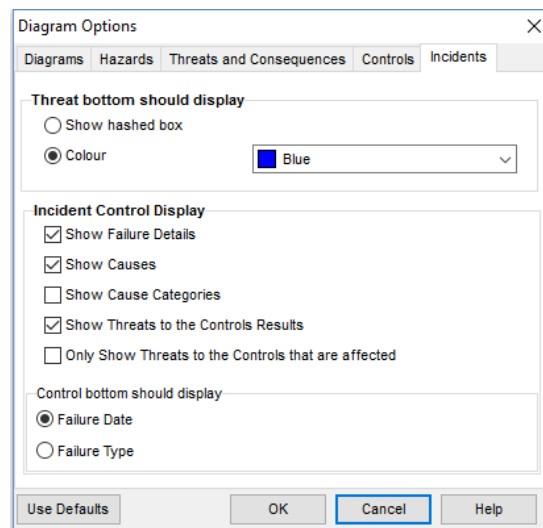 Diagram Options
Diagrams Hazards Threats and Consequences Controls Incidents
Threat bottom should display
Show hashed box
Colour Blue
Incident Control Display
Show Failure Details
Show Causes
Show Cause Categories
Show Threats to the Controls Results
Only Show Threats to the Controls that are affected
Control bottom should display
Failure Date
Failure Type
Use Defaults OK Cancel Help